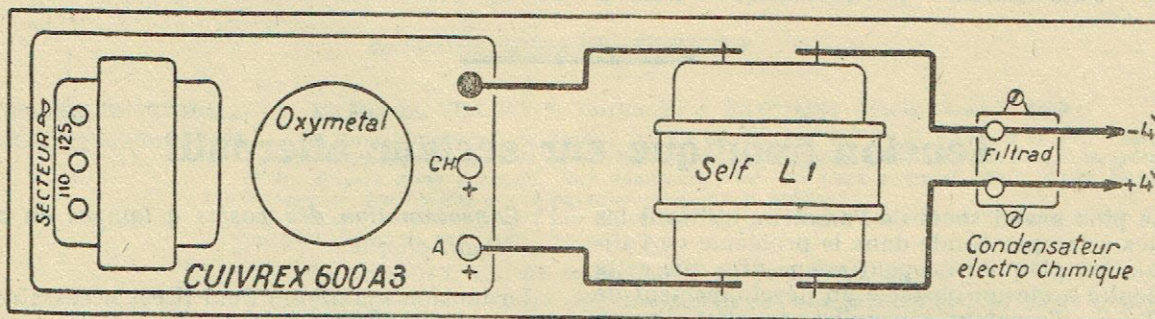 SECTEUR
110 125
Oxymetal
CUIVREX 600A3
-
CH
+
A
+
Self L1
Filtrad
-4
+4
Condensateur
electro chimique